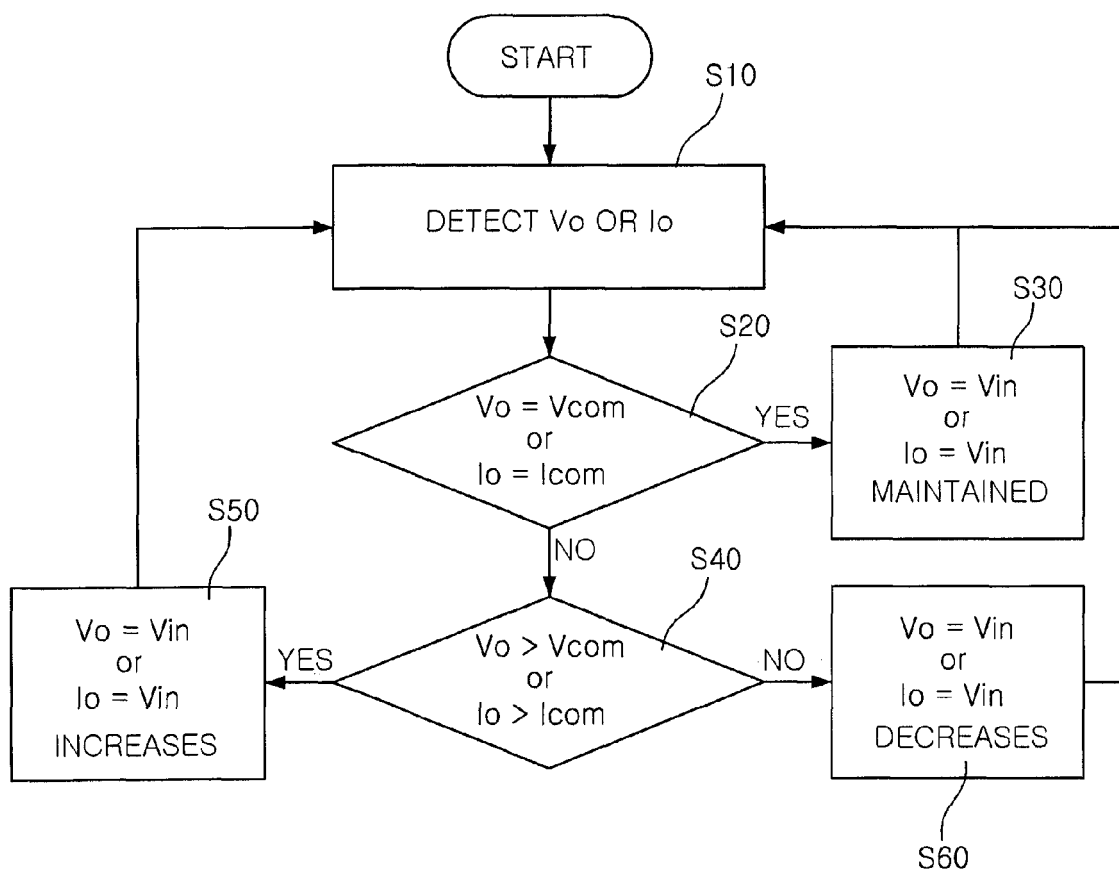 START
S10
DETECT Vo OR Io
S20
Vo = Vcom
or
Io = Icom
YES
S30
Vo = Vin
or
Io = Vin
MAINTAINED
NO
S40
Vo > Vcom
or
Io > Icom
YES
S50
Vo = Vin
or
Io = Vin
INCREASES
NO
Vo = Vin
or
Io = Vin
DECREASES
S60